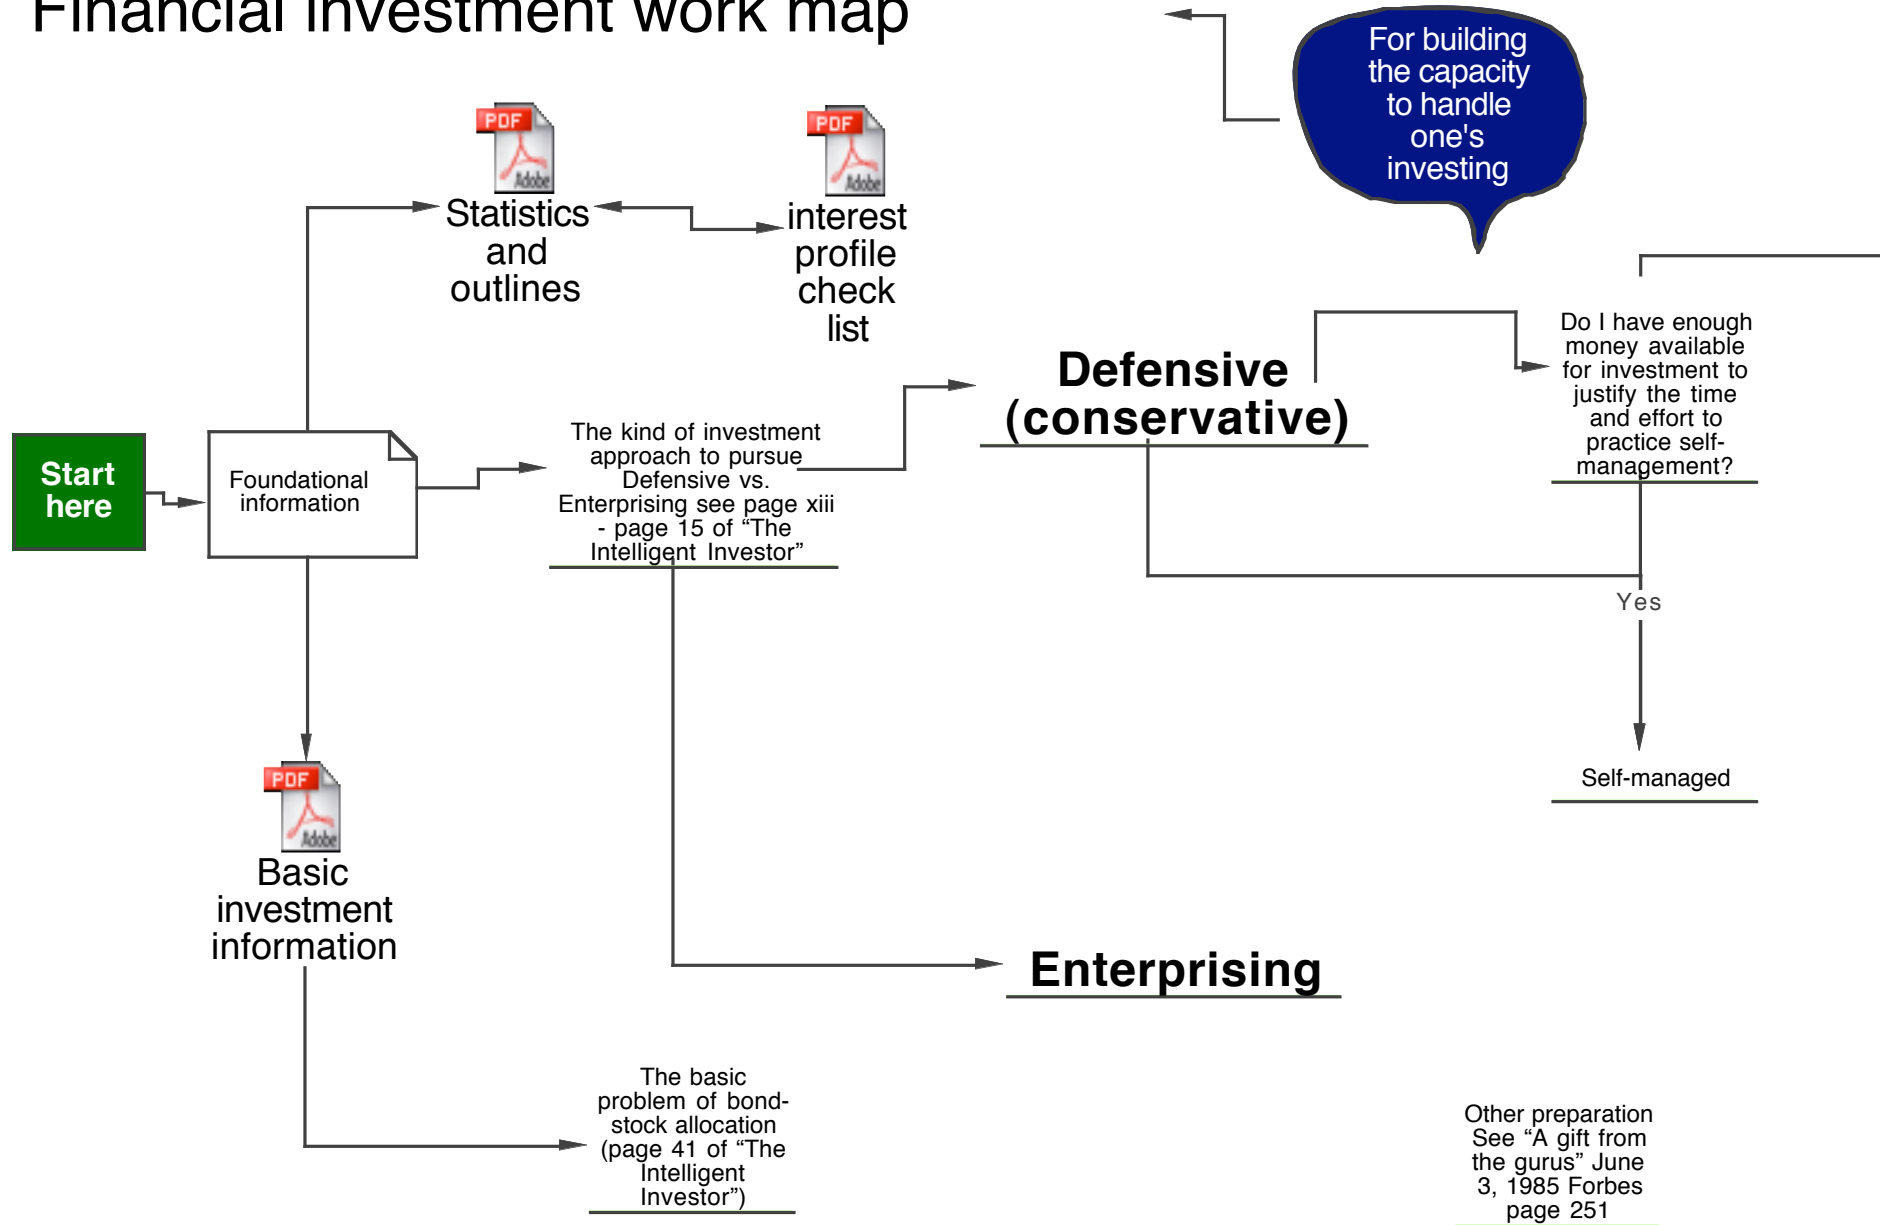 Financial investment work map
For building
the capacity
to handle
one's
investing
PDF
Adobe
Statistics
and
outlines
PDF
Adobe
interest
profile
check
list
Do I have enough
money available
for investment to
justify the time
and effort to
practice self-
management?
Defensive
(conservative)
The kind of investment
approach to pursue
Defensive vs.
Enterprising see page xiii
- page 15 of “The
Intelligent Investor”
Start
here
Foundational
information
Yes
Self-managed
PDF
Adobe
Basic
investment
information
Enterprising
The basic
problem of bond-
stock allocation
(page 41 of “The
Intelligent
Investor”)
Other preparation
See “A gift from
the gurus” June
3, 1985 Forbes
page 251